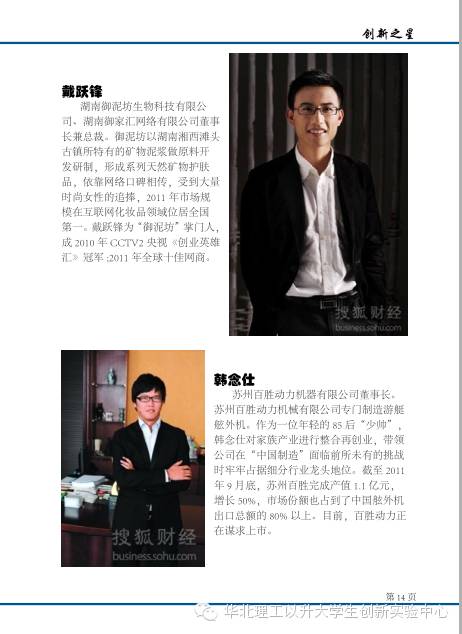 创新之星
戴跃锋
湖南御泥坊生物科技有限公
司、湖南御家汇网络有限公司董事
长兼总裁。御泥坊以湖南湘西滩头
古镇所特有的矿物泥浆做原料开
发研制，形成系列天然矿物护肤
品，依靠网络口碑相传，受到大量
时尚女性的追捧，2011 年市场规
模在互联网化妆品领域位居全国
第一。戴跃锋为“御泥坊”掌门人，
成 2010 年 CCTV2 央视《创业英雄
汇》冠军;2011 年全球十佳网商。
搜狐财经
business.sohu.com
韩念仕
苏州百胜动力机器有限公司董事长。
苏州百胜动力机械有限公司专门制造游艇
舷外机。作为一位年轻的 85 后“少帅”，
韩念仕对家族产业进行整合再创业，带领
公司在“中国制造”面临前所未有的挑战
时牢牢占据细分行业龙头地位。截至 2011
年 9 月底，苏州百胜完成产值 1.1 亿元，
增长 50%，市场份额也占到了中国舷外机
出口总额的 80% 以上。目前，百胜动力正
在谋求上市。
搜狐财经
business.sohu.com
第 14 页
华北理工以升大学生创新实验中心